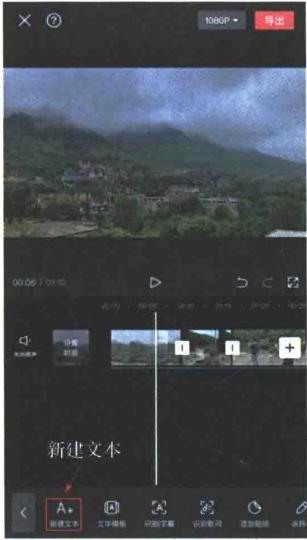 1080P
导出
00:06 / 00:10
关闭原声
设置
封面
新建文本
A+
新建文本
文字模板
识别字幕
识别歌词
添加贴纸